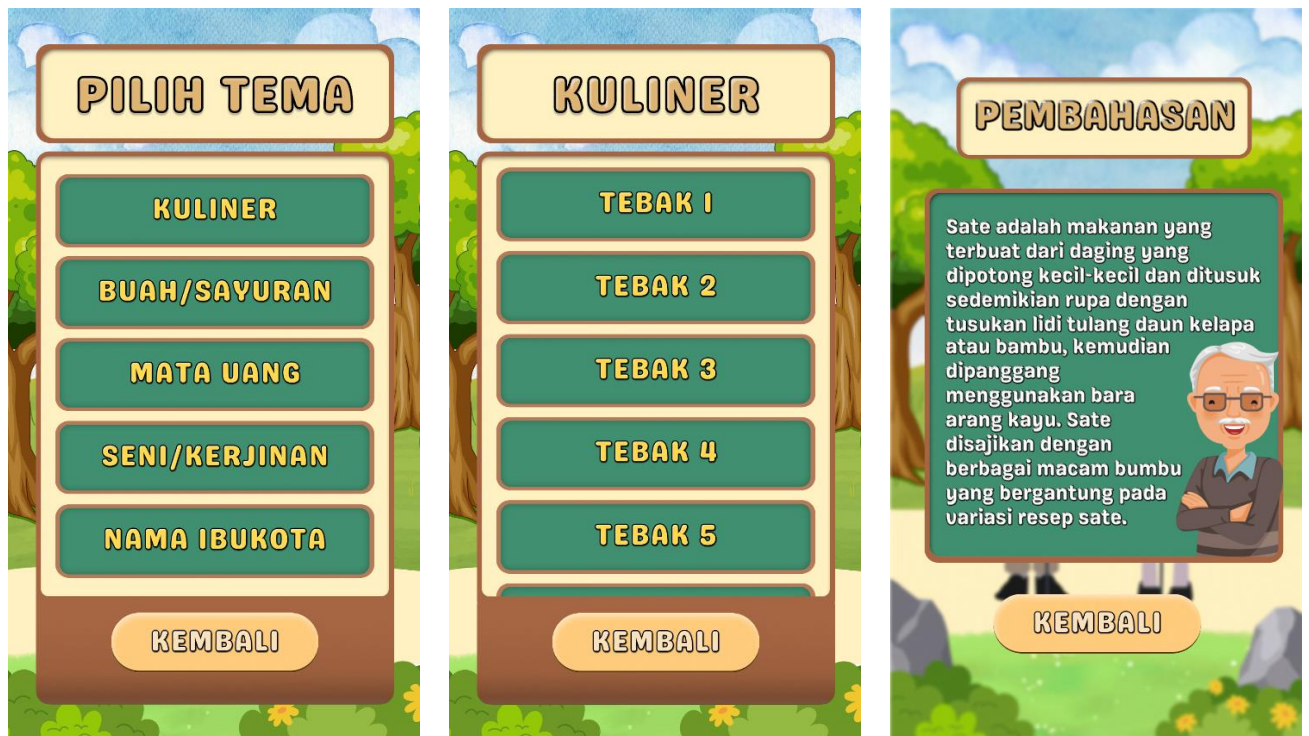 PILIH TEMA
KULINER
BUAH/SAYURAN
MATA UANG
SENI/KERJINAN
NAMA IBUKOTA
KEMBALI
KULINER
TEBAK 1
TEBAK 2
TEBAK 3
TEBAK 4
TEBAK 5
KEMBALI
PEMBAHASAN
Sate adalah makanan yang
terbuat dari daging yang
dipotong kecil-kecil dan ditusuk
sedemikian rupa dengan
tusukan lidi tulang daun kelapa
atau bambu, kemudian
dipanggang
menggunakan bara
arang kayu. Sate
disajikan dengan
berbagai macam bumbu
yang bergantung pada
variasi resep sate.
KEMBALI